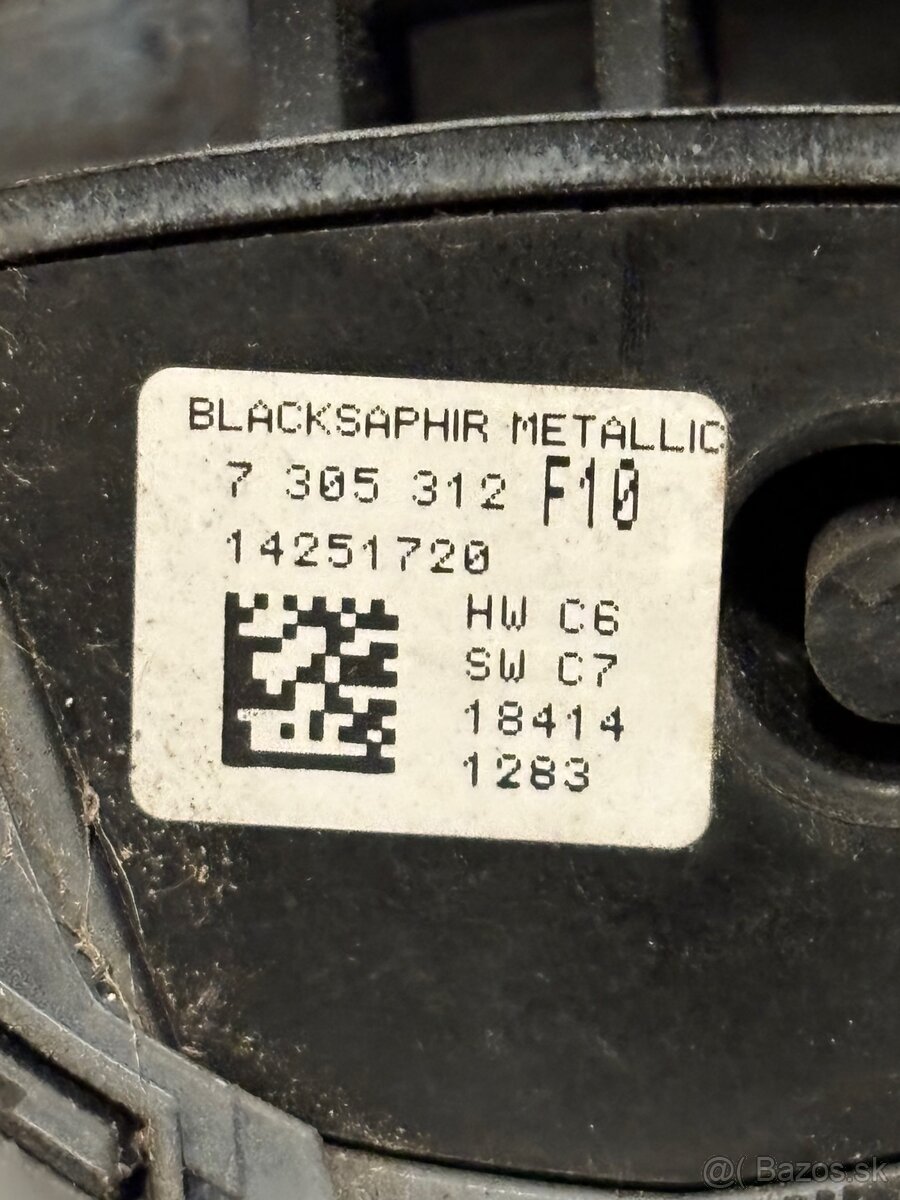 BLACKSAPHIR METALLIC
7 305 312 F10
14251720
HW C6
SW C7
18414
1283
@( Bazos.sk